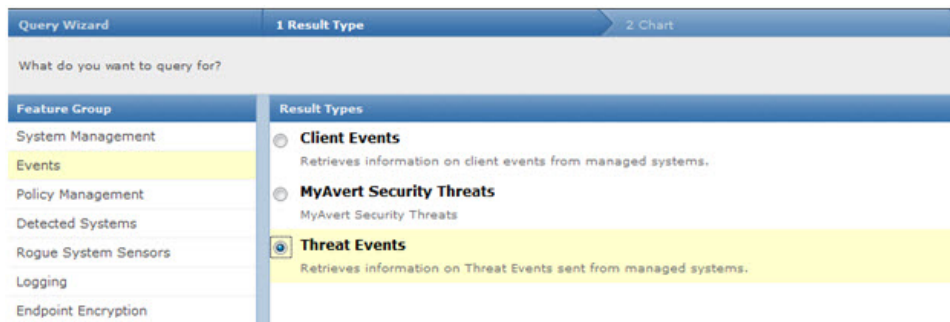 Query Wizard
1 Result Type
2 Chart
What do you want to query for?
Feature Group
System Management
Events
Policy Management
Detected Systems
Rogue System Sensors
Logging
Endpoint Encryption
Result Types
Client Events
Retrieves information on client events from managed systems.
MyAvert Security Threats
MyAvert Security Threats
Threat Events
Retrieves information on Threat Events sent from managed systems.